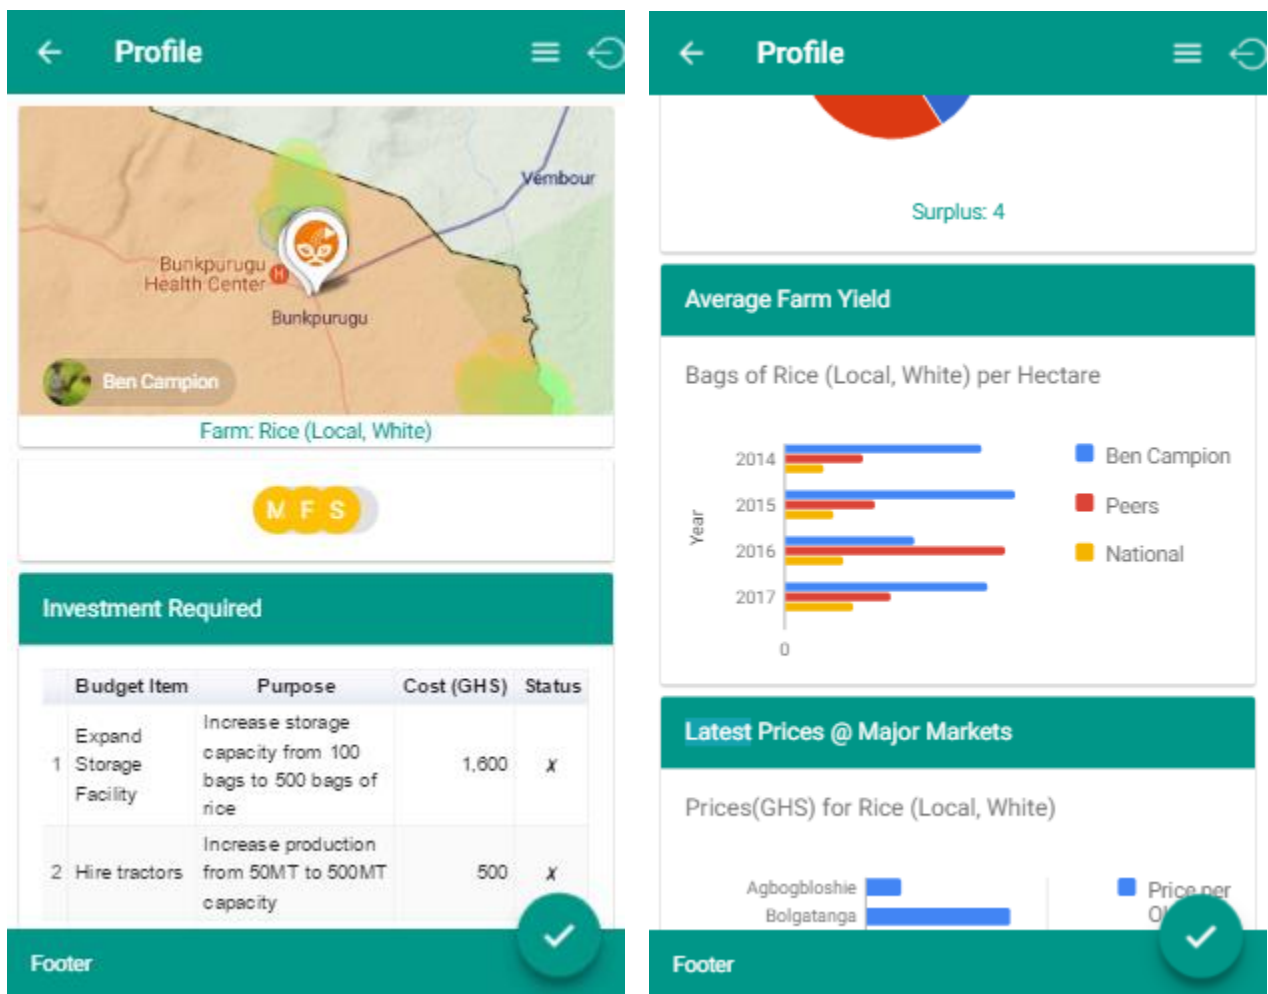 Profile
Vembour
Bunkpurugu
Health Center
H
Bunkpurugu
Ben Campion
Farm: Rice (Local, White)
M F S
Investment Required
Budget Item Purpose Cost (GHS) Status
1 Expand Storage Facility Increase storage capacity from 100 bags to 500 bags of rice 1,600 X
2 Hire tractors Increase production from 50MT to 500MT capacity 500 X
Footer
Profile
Surplus: 4
Average Farm Yield
Bags of Rice (Local, White) per Hectare
Year
2014
2015
2016
2017
0
Ben Campion
Peers
National
Latest Prices @ Major Markets
Prices(GHS) for Rice (Local, White)
Agbogbloshie
Bolgatanga
Price per
Footer